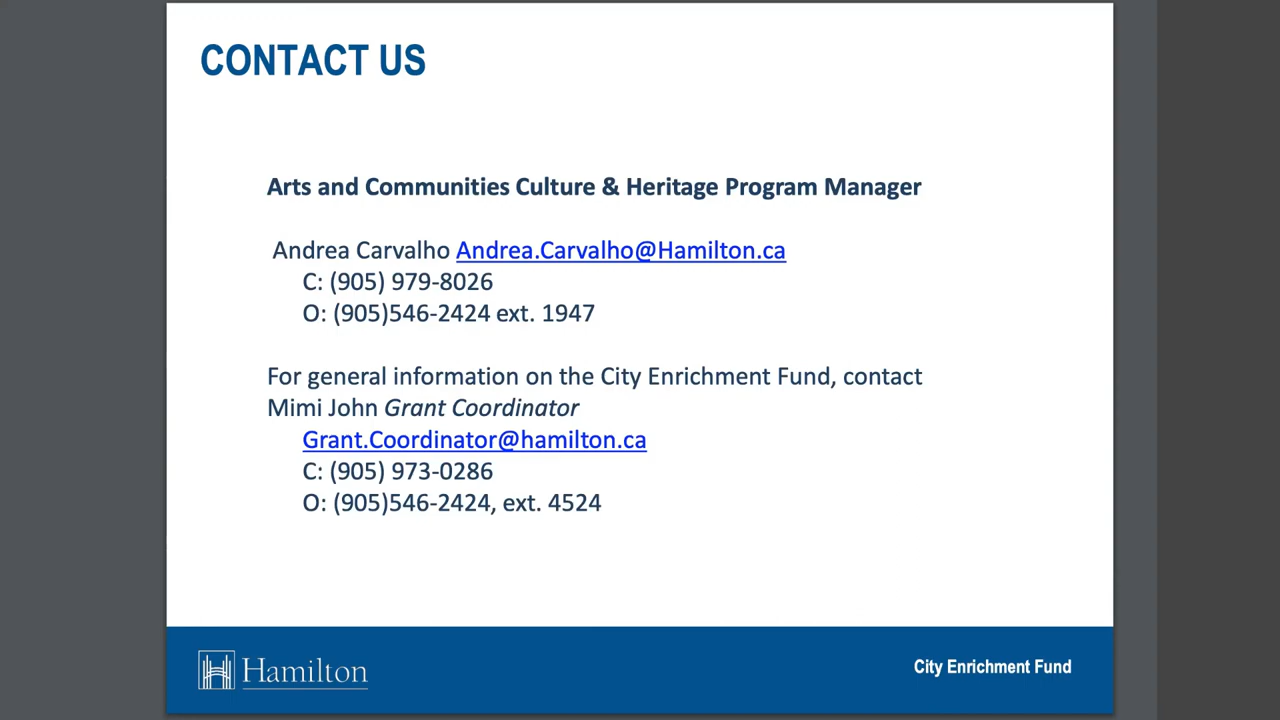 CONTACT US
Arts and Communities Culture & Heritage Program Manager
Andrea Carvalho Andrea.Carvalho@Hamilton.ca
C: (905) 979-8026
O: (905)546-2424 ext. 1947
For general information on the City Enrichment Fund, contact
Mimi John Grant Coordinator
Grant.Coordinator@hamilton.ca
C: (905) 973-0286
O: (905)546-2424, ext. 4524
Hamilton
City Enrichment Fund